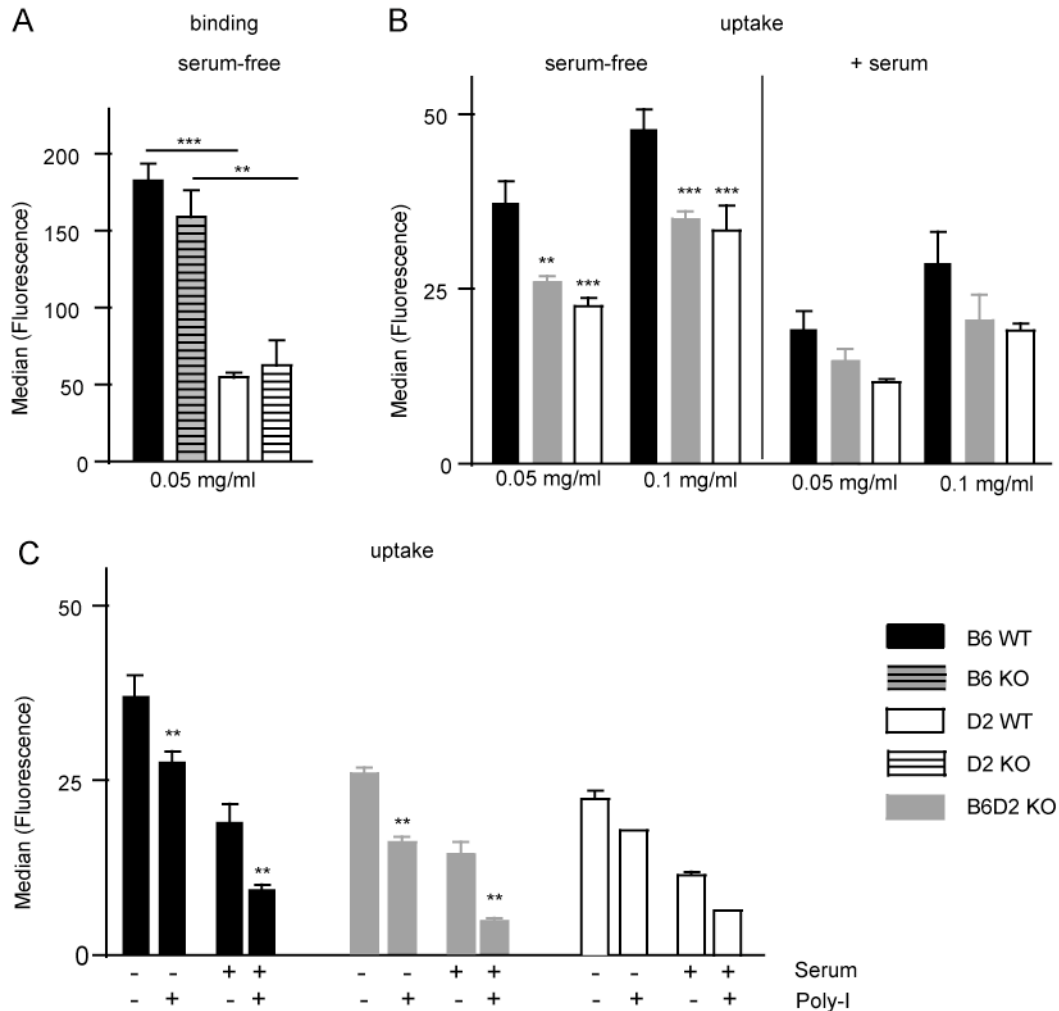 A
binding
serum-free
Median (Fluorescence)
200
150
100
50
0
***
**
0.05 mg/ml
B
uptake
serum-free
+ serum
Median (Fluorescence)
50
25
0
**
***
***
***
0.05 mg/ml
0.1 mg/ml
0.05 mg/ml
0.1 mg/ml
C
uptake
Median (Fluorescence)
50
25
0
**
**
**
**
B6 WT
B6 KO
D2 WT
D2 KO
B6D2 KO
- - + + - - + + - - + + Serum
- + - + - + - + - + - + Poly-I